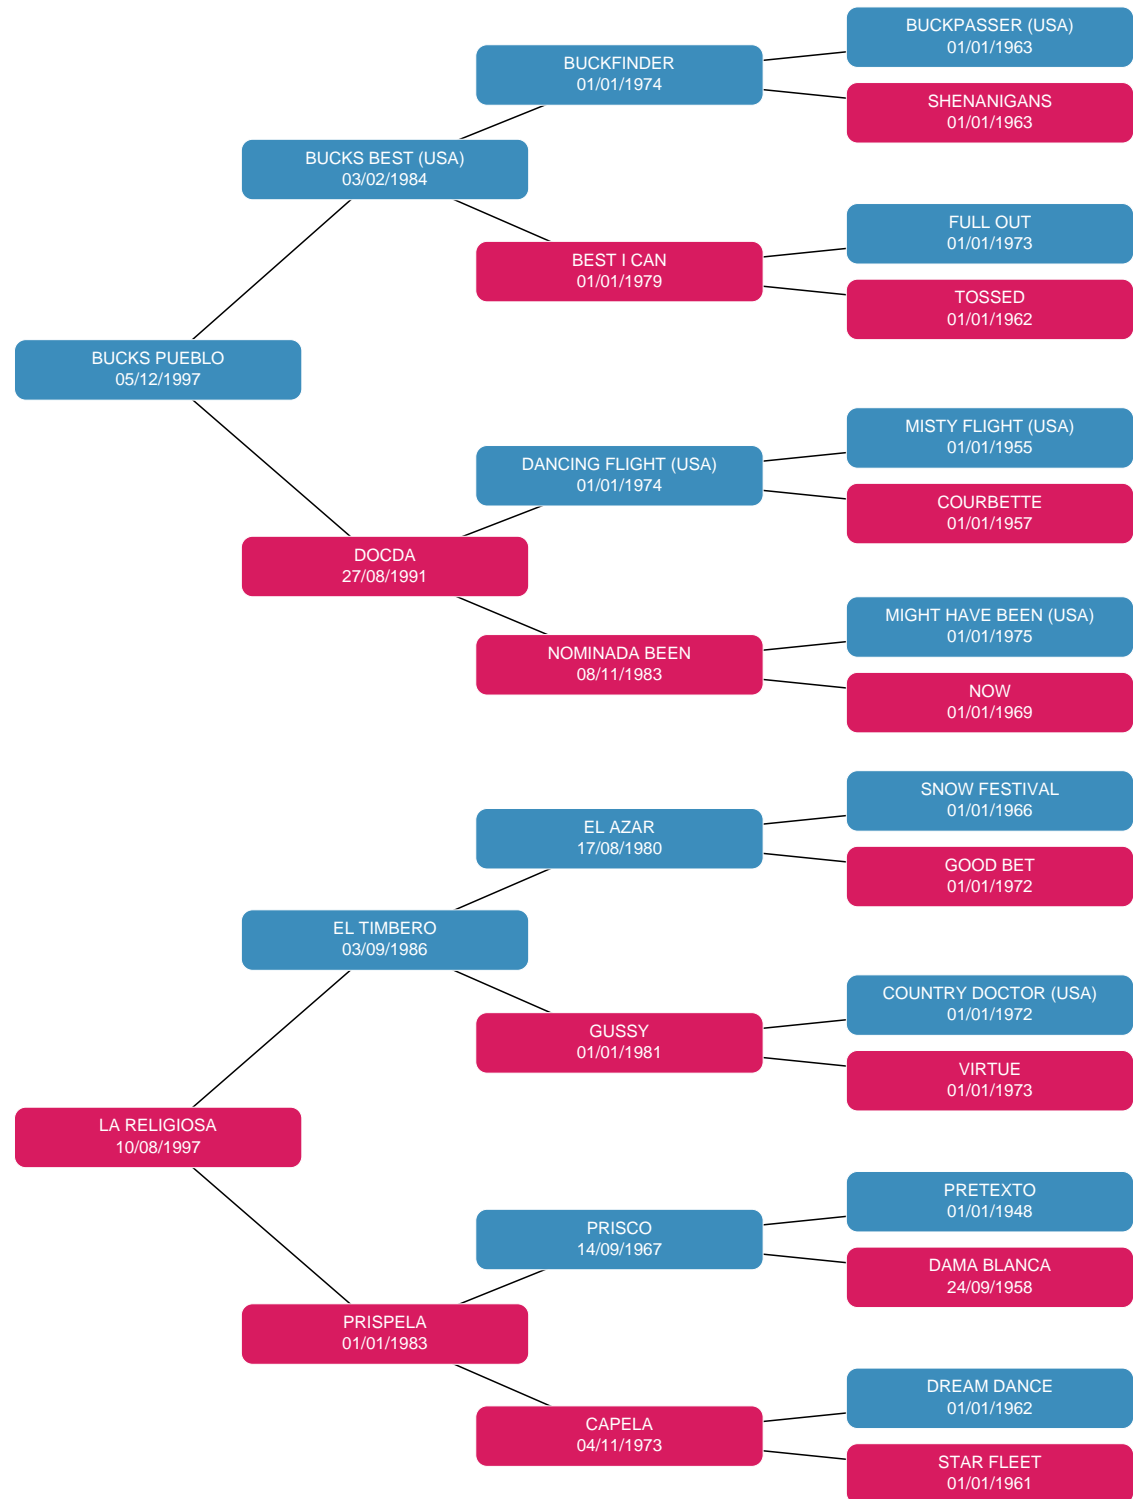 BUCKPASSER (USA)
01/01/1963
BUCKFINDER
01/01/1974
SHENANIGANS
01/01/1963
BUCKS BEST (USA)
03/02/1984
FULL OUT
01/01/1973
BEST I CAN
01/01/1979
TOSSED
01/01/1962
BUCKS PUEBLO
05/12/1997
MISTY FLIGHT (USA)
01/01/1955
DANCING FLIGHT (USA)
01/01/1974
COURBETTE
01/01/1957
DOCDA
27/08/1991
MIGHT HAVE BEEN (USA)
01/01/1975
NOMINADA BEEN
08/11/1983
NOW
01/01/1969
SNOW FESTIVAL
01/01/1966
EL AZAR
17/08/1980
GOOD BET
01/01/1972
EL TIMBERO
03/09/1986
COUNTRY DOCTOR (USA)
01/01/1972
GUSSY
01/01/1981
VIRTUE
01/01/1973
LA RELIGIOSA
10/08/1997
PRETEXTO
01/01/1948
PRISCO
14/09/1967
DAMA BLANCA
24/09/1958
PRISPELA
01/01/1983
DREAM DANCE
01/01/1962
CAPELA
04/11/1973
STAR FLEET
01/01/1961